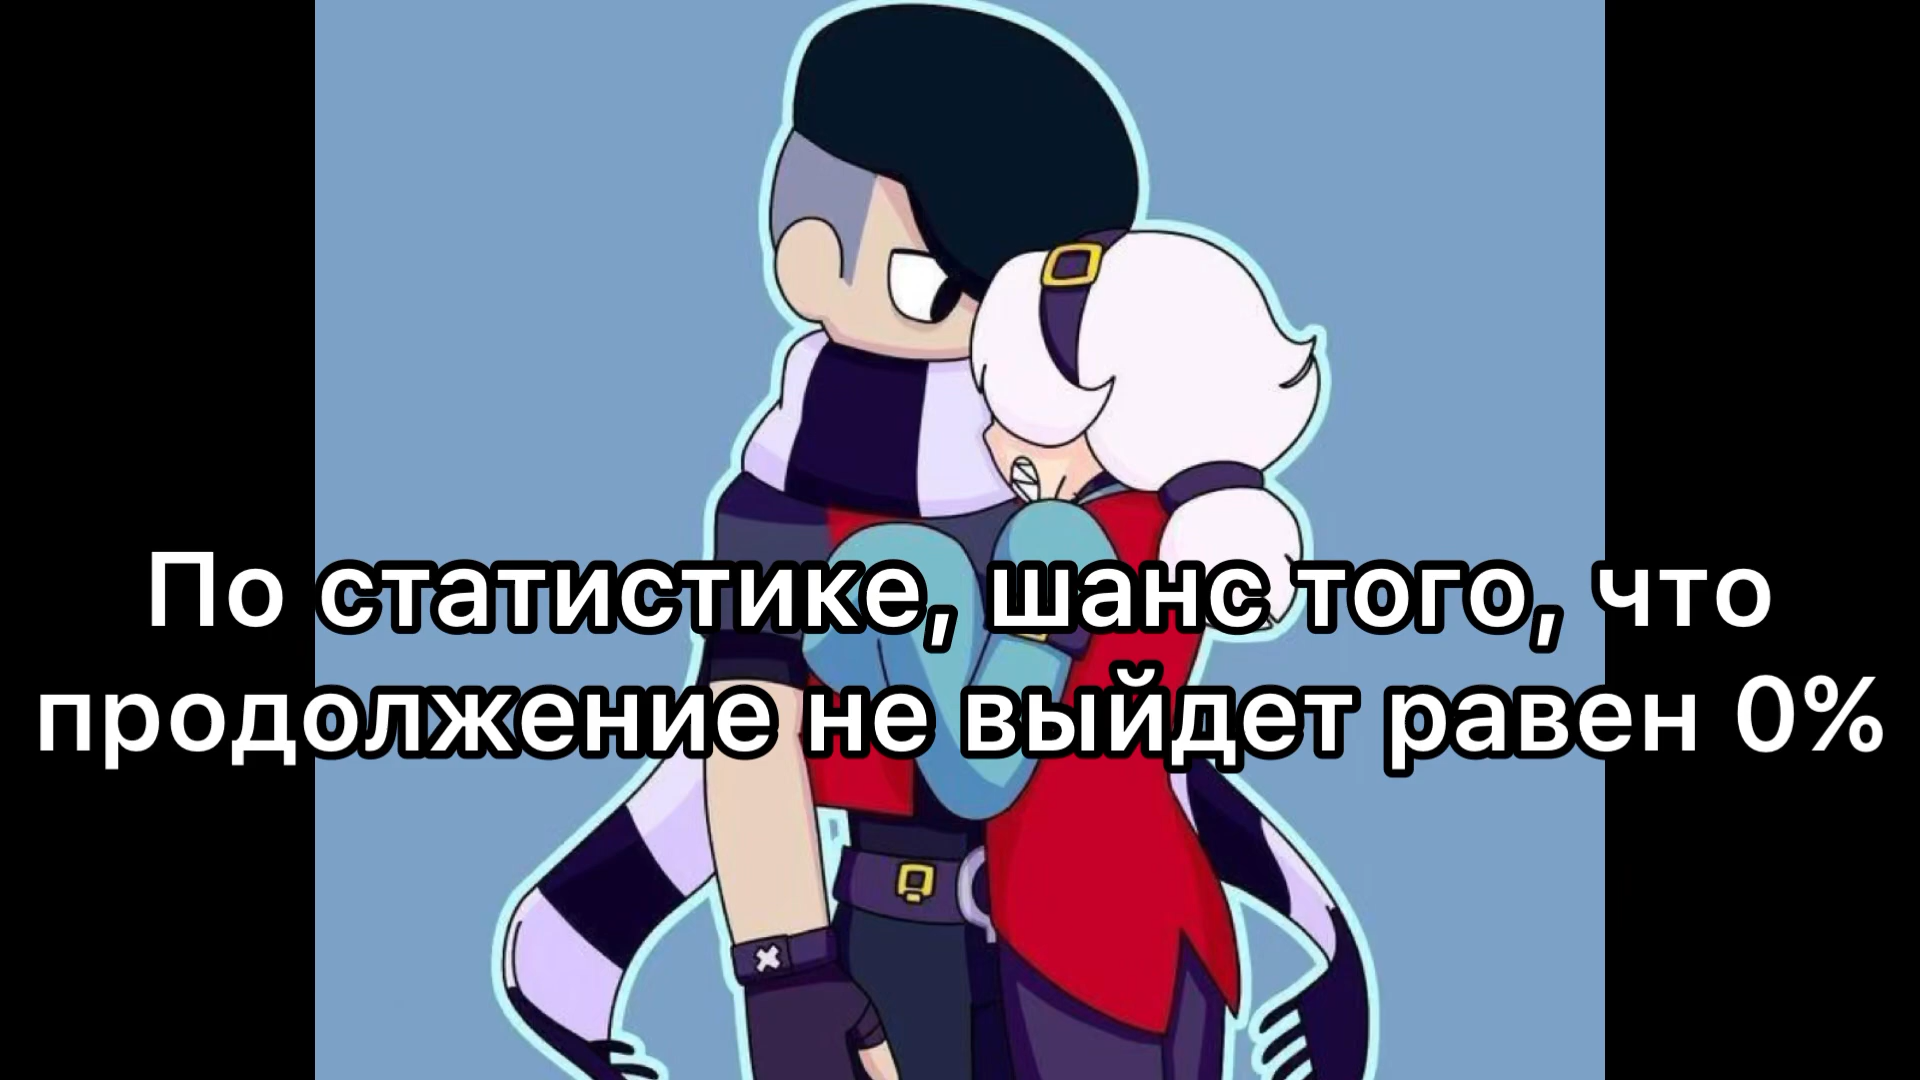 По статистике, шанс того, что
продолжение не выйдет равен 0%